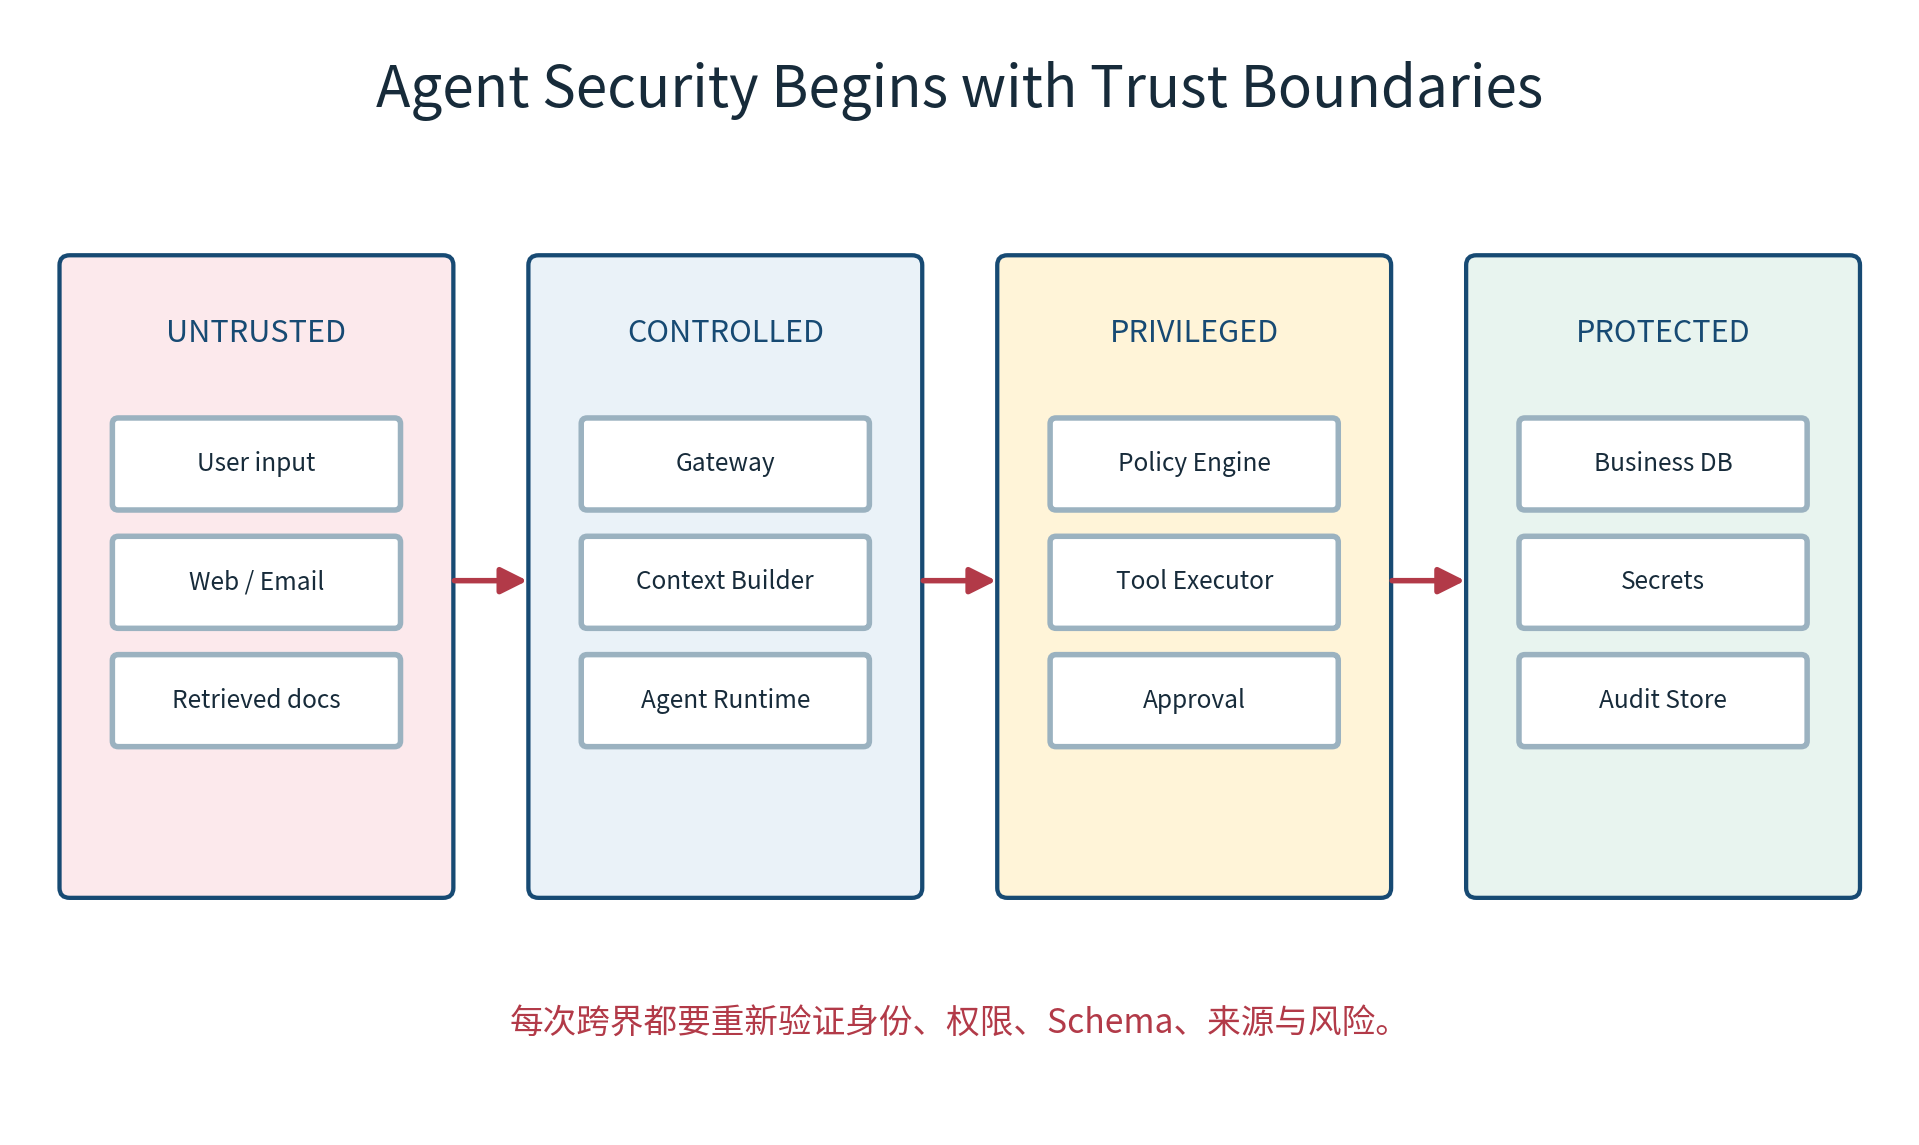 Agent Security Begins with Trust Boundaries
UNTRUSTED
User input
Web / Email
Retrieved docs
CONTROLLED
Gateway
Context Builder
Agent Runtime
PRIVILEGED
Policy Engine
Tool Executor
Approval
PROTECTED
Business DB
Secrets
Audit Store
每次跨界都要重新验证身份、权限、Schema、来源与风险。